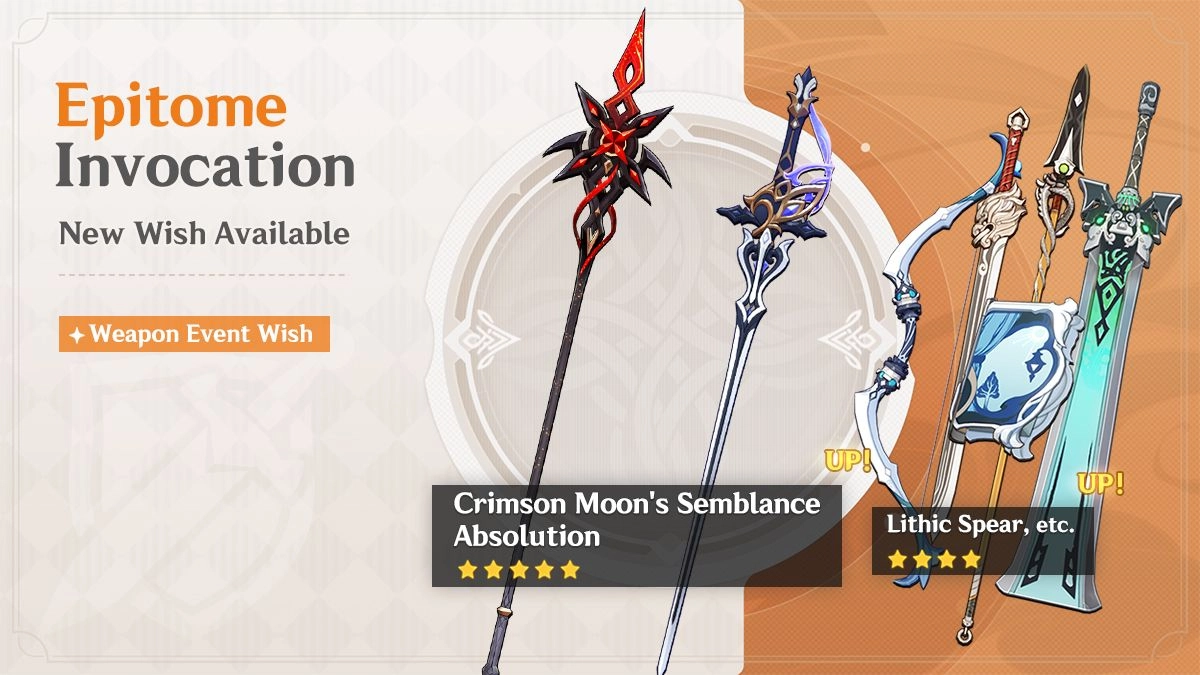 Epitome
Invocation
New Wish Available
Weapon Event Wish
Crimson Moon's Semblance
Absolution
UP!
UP!
Lithic Spear, etc.